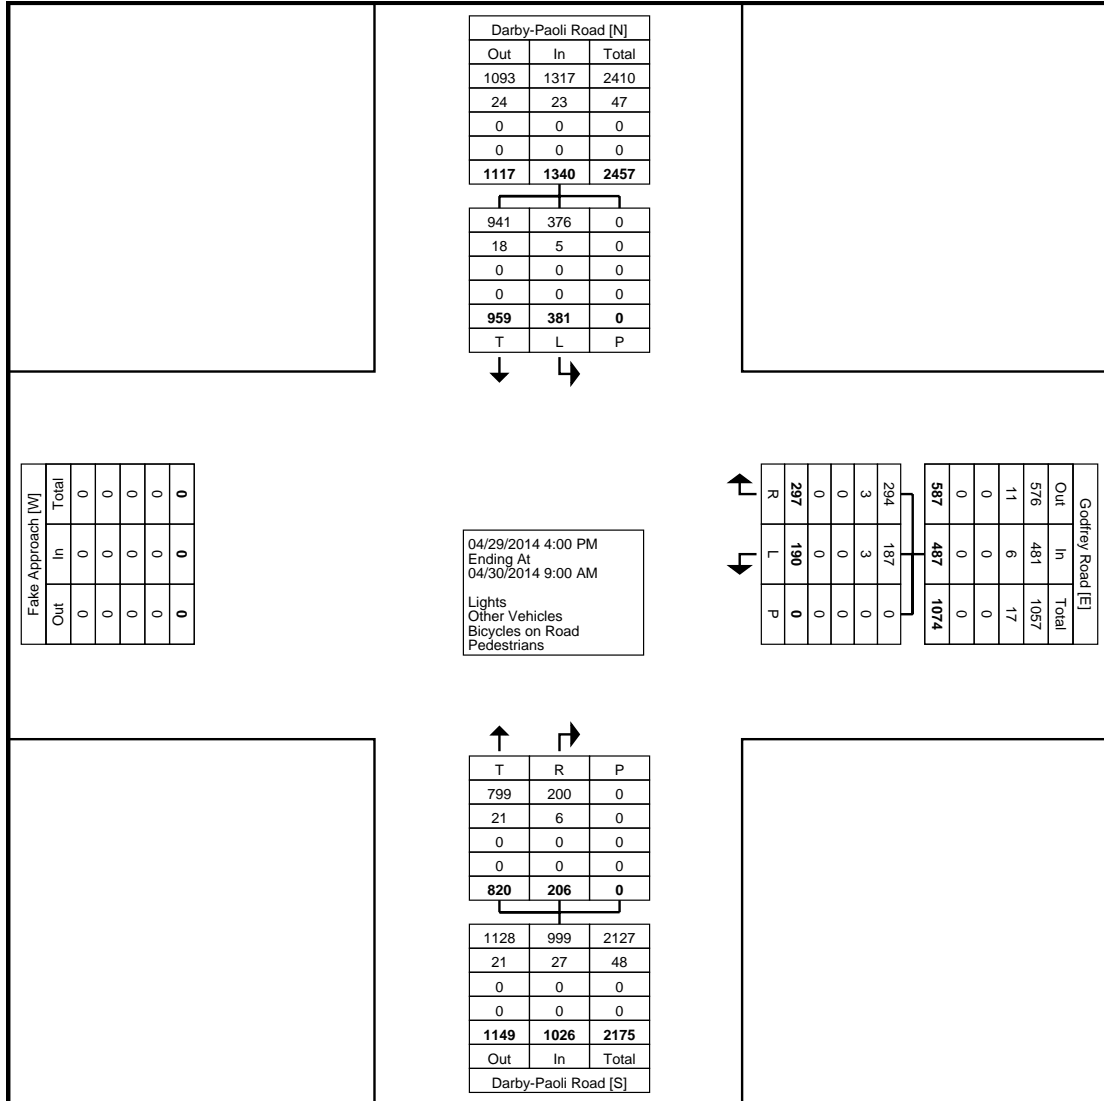 Darby-Paoli Road [N]
Out In Total
1093 1317 2410
24 23 47
0 0 0
0 0 0
1117 1340 2457
941 376 0
18 5 0
0 0 0
0 0 0
959 381 0
T L P
Fake Approach [W]
Total In Out
0 0 0
0 0 0
0 0 0
0 0 0
0 0 0
04/29/2014 4:00 PM
Ending At
04/30/2014 9:00 AM
Lights
Other Vehicles
Bicycles on Road
Pedestrians
Godfrey Road [E]
Out In Total
576 481 1057
11 6 17
0 0 0
0 0 0
587 487 1074
294 187 0
3 3 0
0 0 0
0 0 0
297 190 0
R L P
T R P
799 200 0
21 6 0
0 0 0
0 0 0
820 206 0
1128 999 2127
21 27 48
0 0 0
0 0 0
1149 1026 2175
Out In Total
Darby-Paoli Road [S]